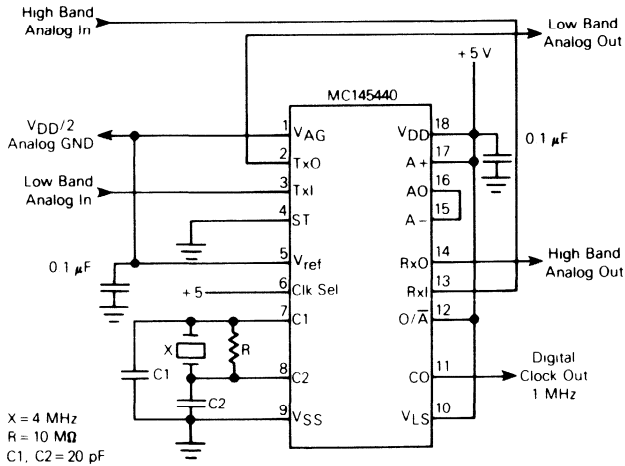 High Band
Analog In
Low Band
Analog Out
+ 5 V
MC145440
VDD/2
Analog GND
1
VAG
VDD
18
0 1 µF
2
TxO
A +
17
Low Band
Analog In
3
TxI
AO
16
4
ST
A –
15
0 1 µF
5
Vref
RxO
14
High Band
Analog Out
+ 5
6
Clk Sel
RxI
13
7
C1
O/A̅
12
X
R
C1
8
C2
CO
11
Digital
Clock Out
1 MHz
C2
9
VSS
VLS
10
X = 4 MHz
R = 10 MΩ
C1, C2 = 20 pF